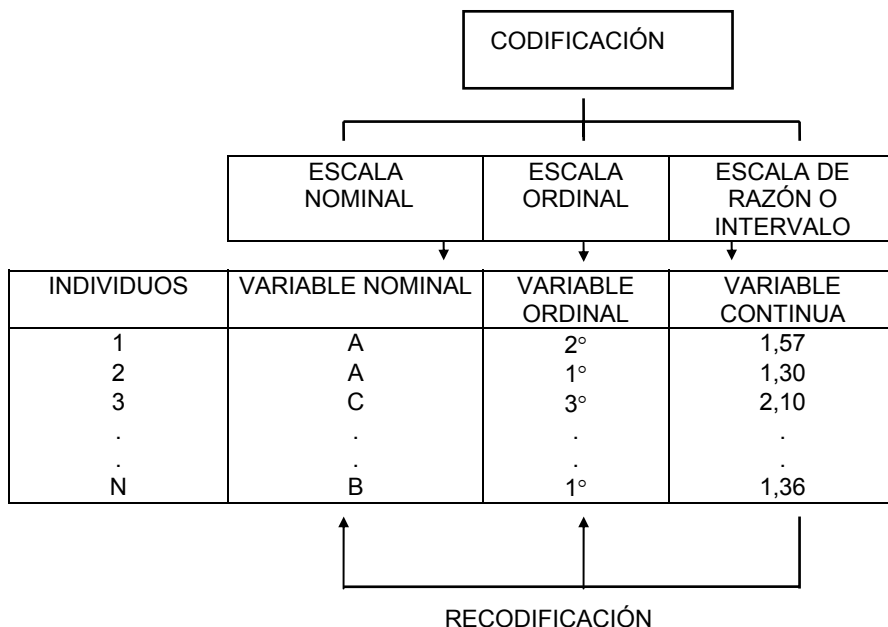 CODIFICACIÓN
ESCALA NOMINAL
ESCALA ORDINAL
ESCALA DE RAZÓN O INTERVALO
INDIVIDUOS VARIABLE NOMINAL VARIABLE ORDINAL VARIABLE CONTINUA
1 A 2° 1,57
2 A 1° 1,30
3 C 3° 2,10
. . . .
. . . .
N B 1° 1,36
RECODIFICACIÓN